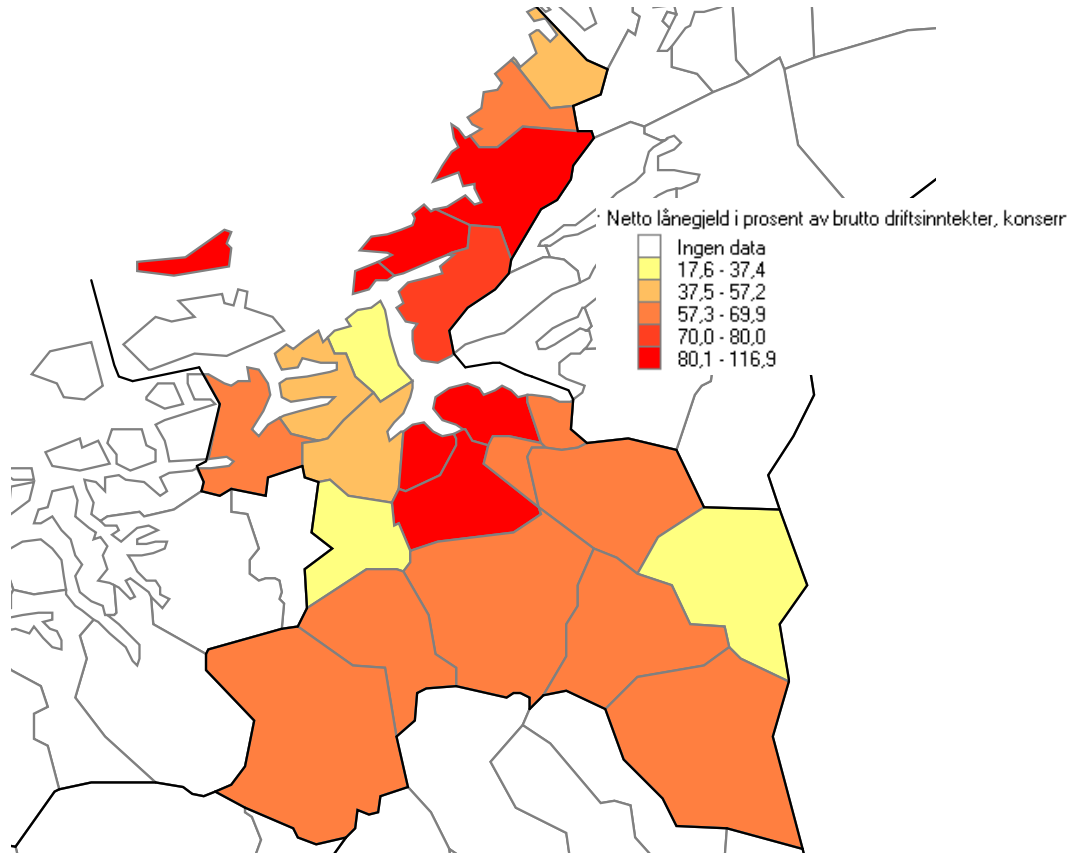 Netto lånegjeld i prosent av brutto driftsinntekter, konsern
Ingen data
17,6 - 37,4
37,5 - 57,2
57,3 - 69,9
70,0 - 80,0
80,1 - 116,9